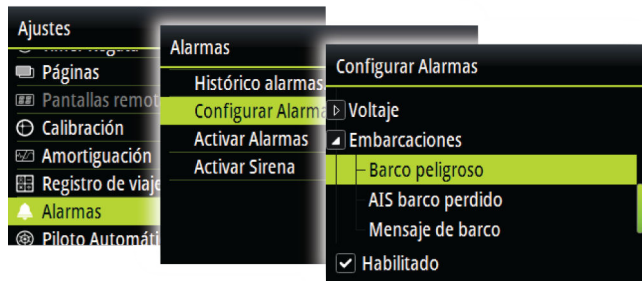 Ajustes
Páginas
Pantallas remot
Calibración
Amortiguación
Registro de viaje
Alarmas
Piloto Automáti
Alarmas
Histórico alarmas
Configurar Alarma
Activar Alarmas
Activar Sirena
Configurar Alarmas
Voltaje
Embarcaciones
Barco peligroso
AIS barco perdido
Mensaje de barco
Habilitado